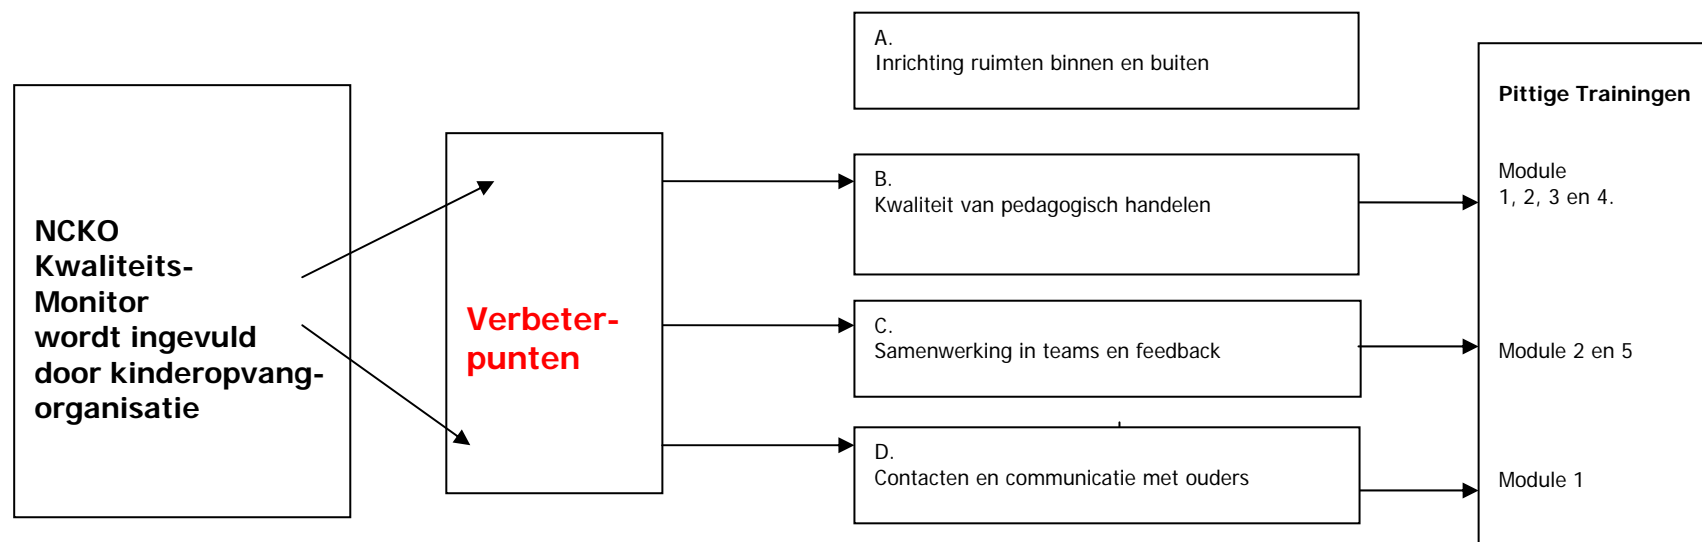 NCKO
Kwaliteits-
Monitor
wordt ingevuld
door kinderopvang-
organisatie
Verbeter-
punten
A.
Inrichting ruimten binnen en buiten
B.
Kwaliteit van pedagogisch handelen
C.
Samenwerking in teams en feedback
D.
Contacten en communicatie met ouders
Pittige Trainingen
Module
1, 2, 3 en 4.
Module 2 en 5
Module 1